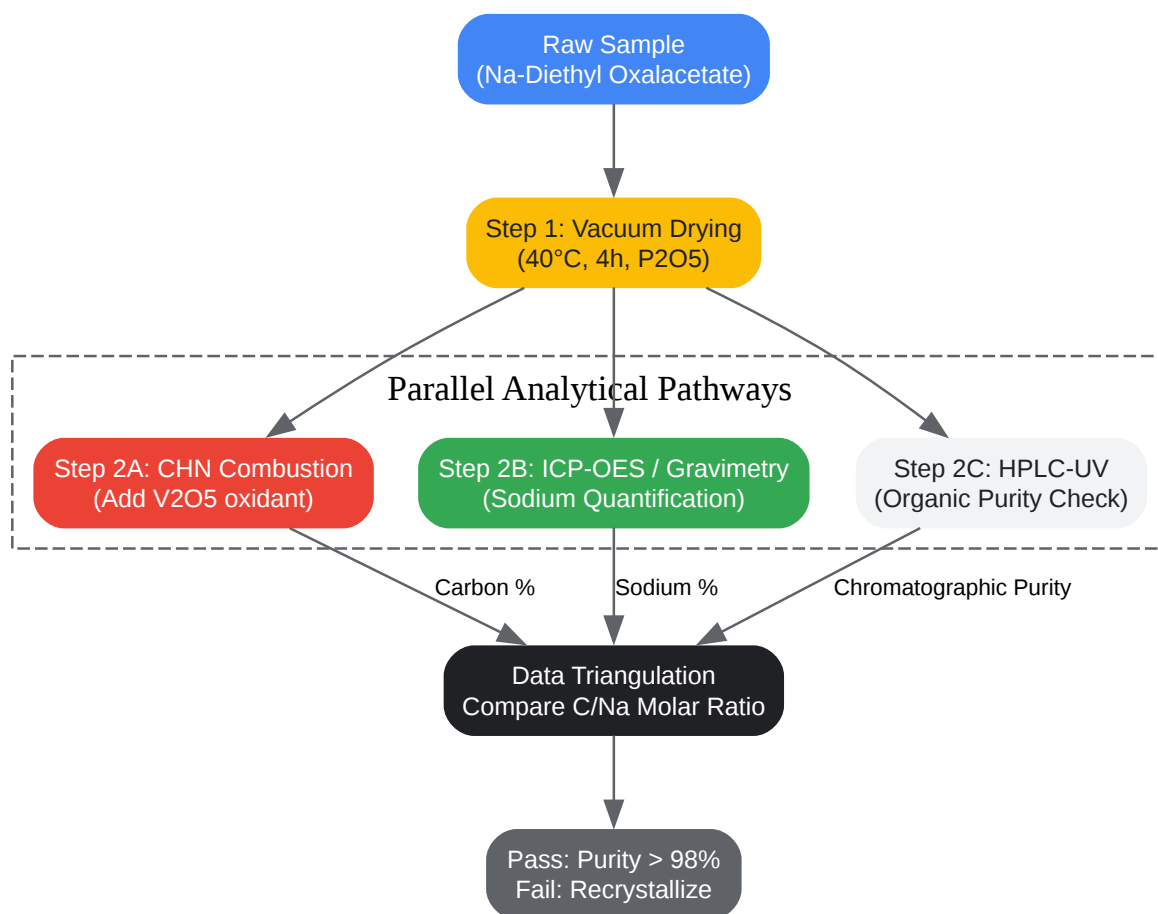 Raw Sample
(Na-Diethyl Oxalacetate)
Step 1: Vacuum Drying
(40°C, 4h, P2O5)
Parallel Analytical Pathways
Step 2A: CHN Combustion
(Add V2O5 oxidant)
Step 2B: ICP-OES / Gravimetry
(Sodium Quantification)
Step 2C: HPLC-UV
(Organic Purity Check)
Carbon %
Sodium %
Chromatographic Purity
Data Triangulation
Compare C/Na Molar Ratio
Pass: Purity > 98%
Fail: Recrystallize